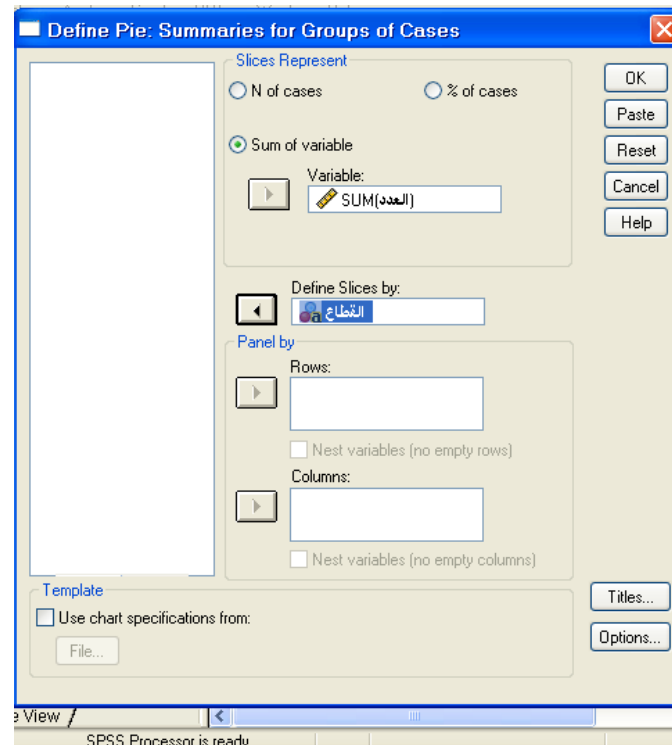 Define Pie: Summaries for Groups of Cases
Slices Represent
N of cases
% of cases
Sum of variable
Variable:
SUM(العدد)
Define Slices by:
القطاع
Panel by
Rows:
Nest variables (no empty rows)
Columns:
Nest variables (no empty columns)
Template
Use chart specifications from:
File...
OK
Paste
Reset
Cancel
Help
Titles...
Options...
e View
SPSS Processor is ready